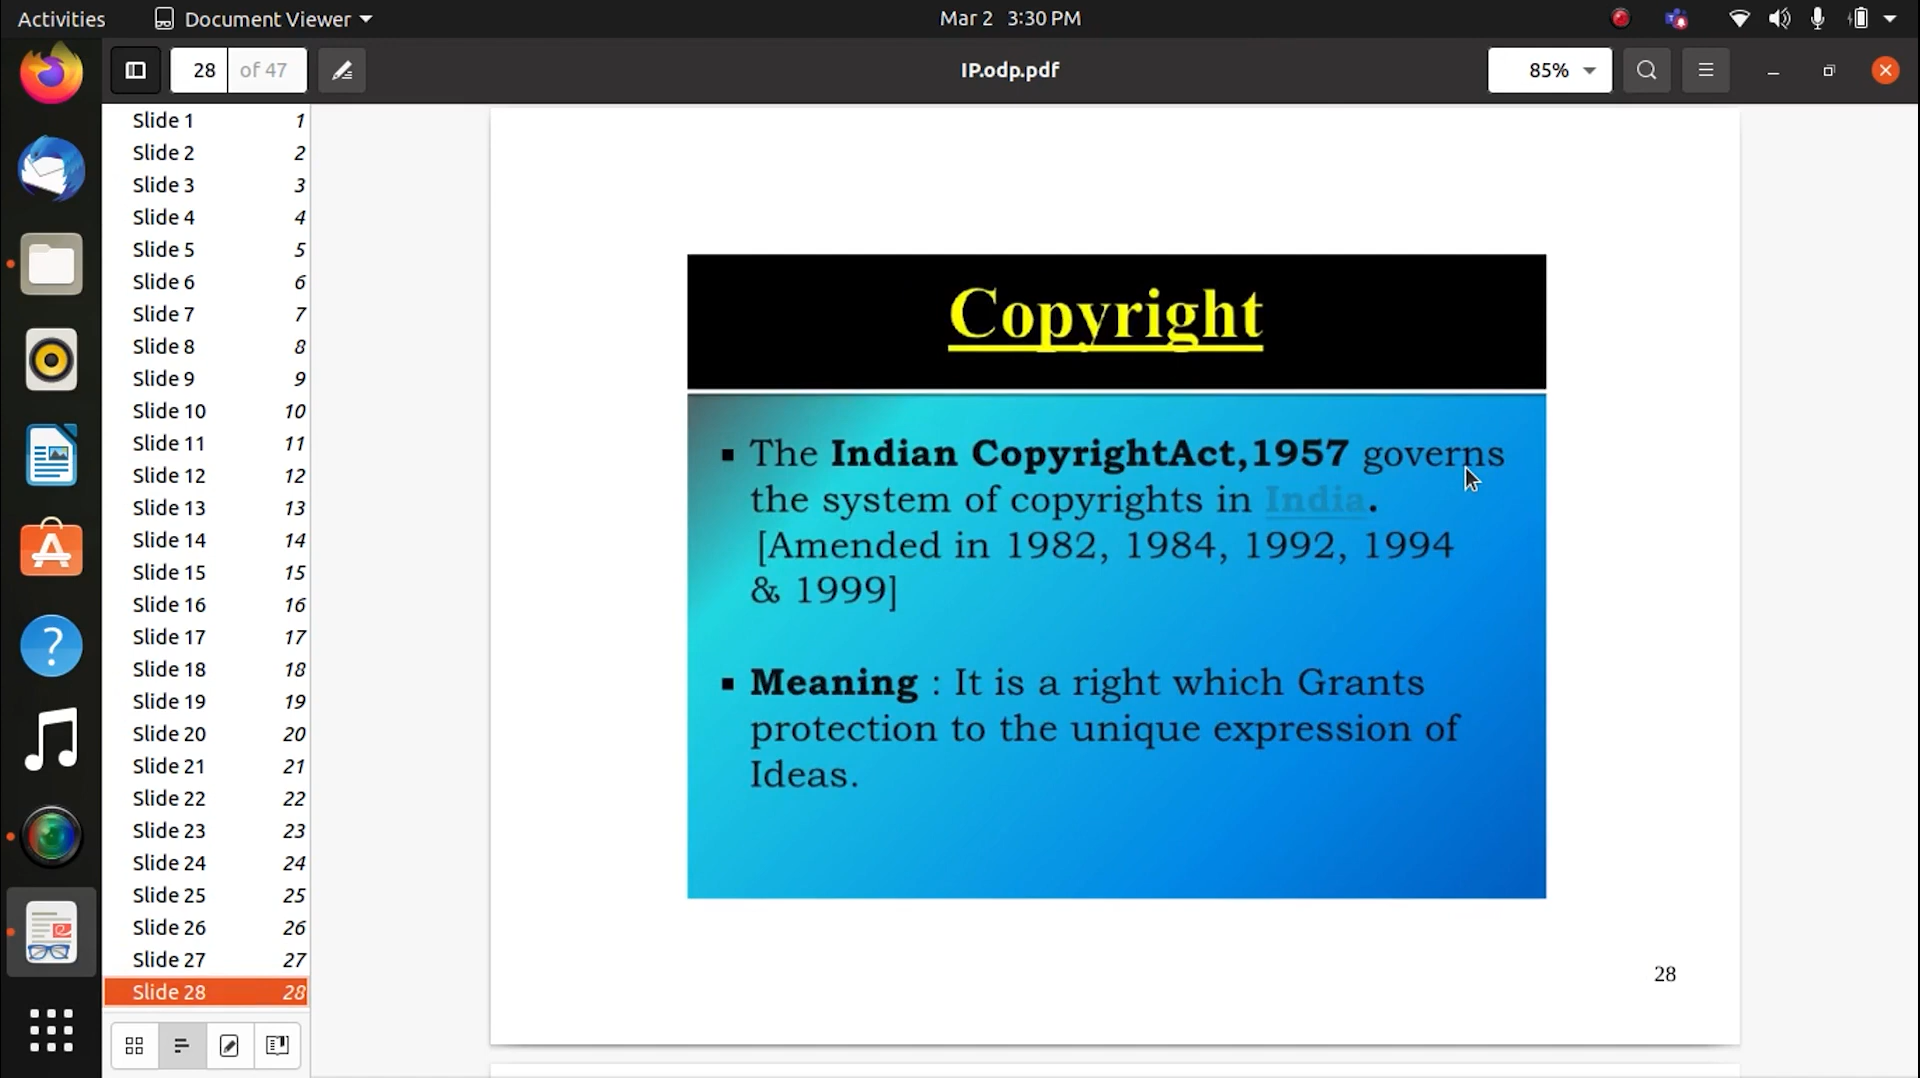 Activities
Document Viewer
Mar 2 3:30 PM
28 of 47
IP.odp.pdf
85%
Slide 1 1
Slide 2 2
Slide 3 3
Slide 4 4
Slide 5 5
Slide 6 6
Slide 7 7
Slide 8 8
Slide 9 9
Slide 10 10
Slide 11 11
Slide 12 12
Slide 13 13
Slide 14 14
Slide 15 15
Slide 16 16
Slide 17 17
Slide 18 18
Slide 19 19
Slide 20 20
Slide 21 21
Slide 22 22
Slide 23 23
Slide 24 24
Slide 25 25
Slide 26 26
Slide 27 27
Slide 28 28
Copyright
▪ The Indian CopyrightAct,1957 governs
the system of copyrights in India.
[Amended in 1982, 1984, 1992, 1994
& 1999]
▪ Meaning : It is a right which Grants
protection to the unique expression of
Ideas.
28